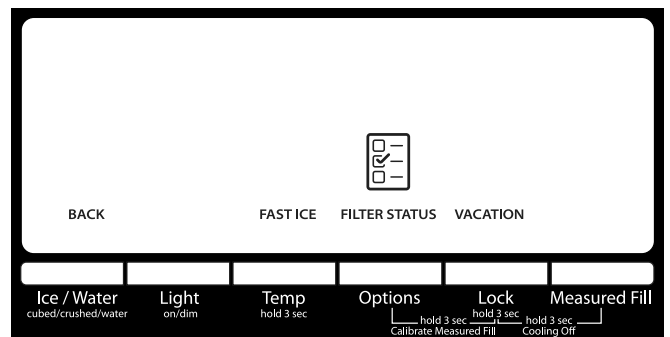 BACK FAST ICE FILTER STATUS VACATION
Ice / Water Light Temp Options Lock Measured Fill
cubed/crushed/water on/dim hold 3 sec hold 3 sec
hold 3 sec hold 3 sec
Calibrate Measured Fill Cooling Off